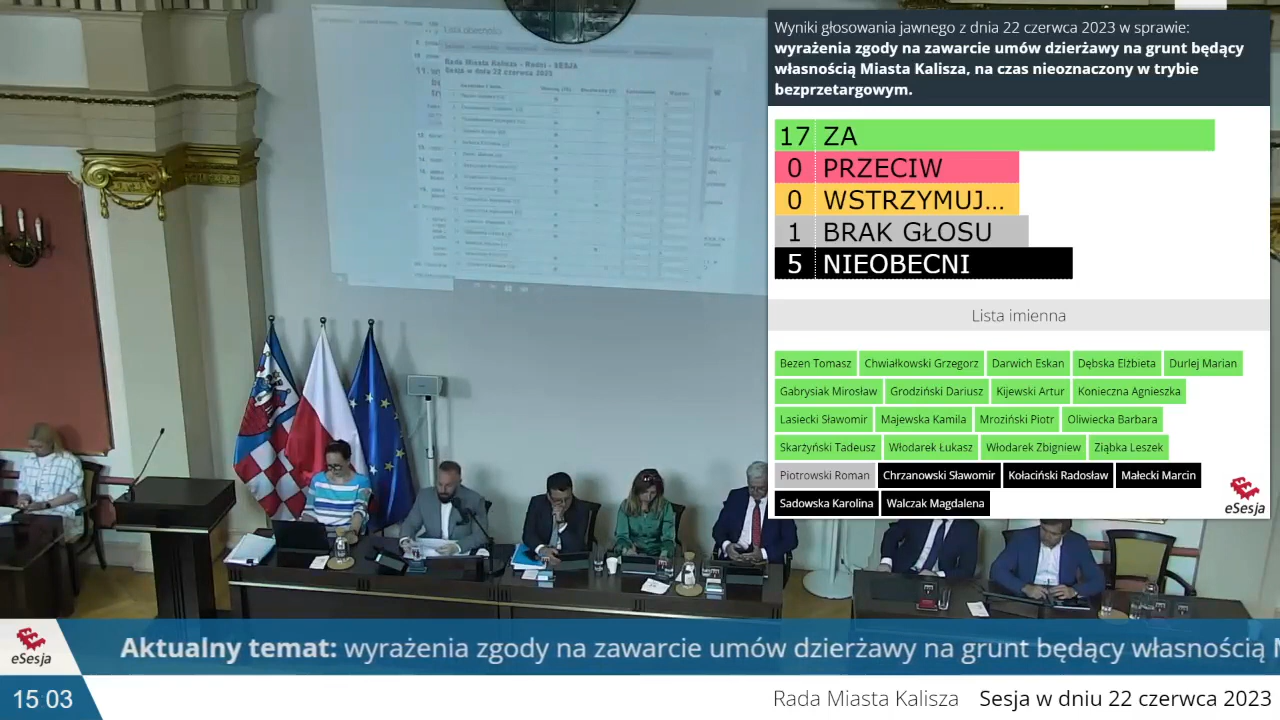 Wyniki głosowania jawnego z dnia 22 czerwca 2023 w sprawie:
wyrażenia zgody na zawarcie umów dzierżawy na grunt będący
własnością Miasta Kalisza, na czas nieoznaczony w trybie
bezprzetargowym.
17 ZA
0 PRZECIW
0 WSTRZYMUJ...
1 BRAK GŁOSU
5 NIEOBECNI
Lista imienna
Bezen Tomasz Chwiałkowski Grzegorz Darwich Eskan Dębska Elżbieta Durlej Marian
Gabrysiak Mirosław Grodziński Dariusz Kijewski Artur Konieczna Agnieszka
Lasiecki Sławomir Majewska Kamila Mroziński Piotr Oliwiecka Barbara
Skarżyński Tadeusz Włodarek Łukasz Włodarek Zbigniew Ziąbka Leszek
Piotrowski Roman Chrzanowski Sławomir Kołaciński Radosław Małecki Marcin
Sadowska Karolina Walczak Magdalena
eSesja
Lista obecności
Rada Miasta Kalisza - Radni - SESJA
Sesja w dniu 22 czerwca 2023
eSesja
Aktualny temat: wyrażenia zgody na zawarcie umów dzierżawy na grunt będący własnością
15 03
Rada Miasta Kalisza Sesja w dniu 22 czerwca 2023